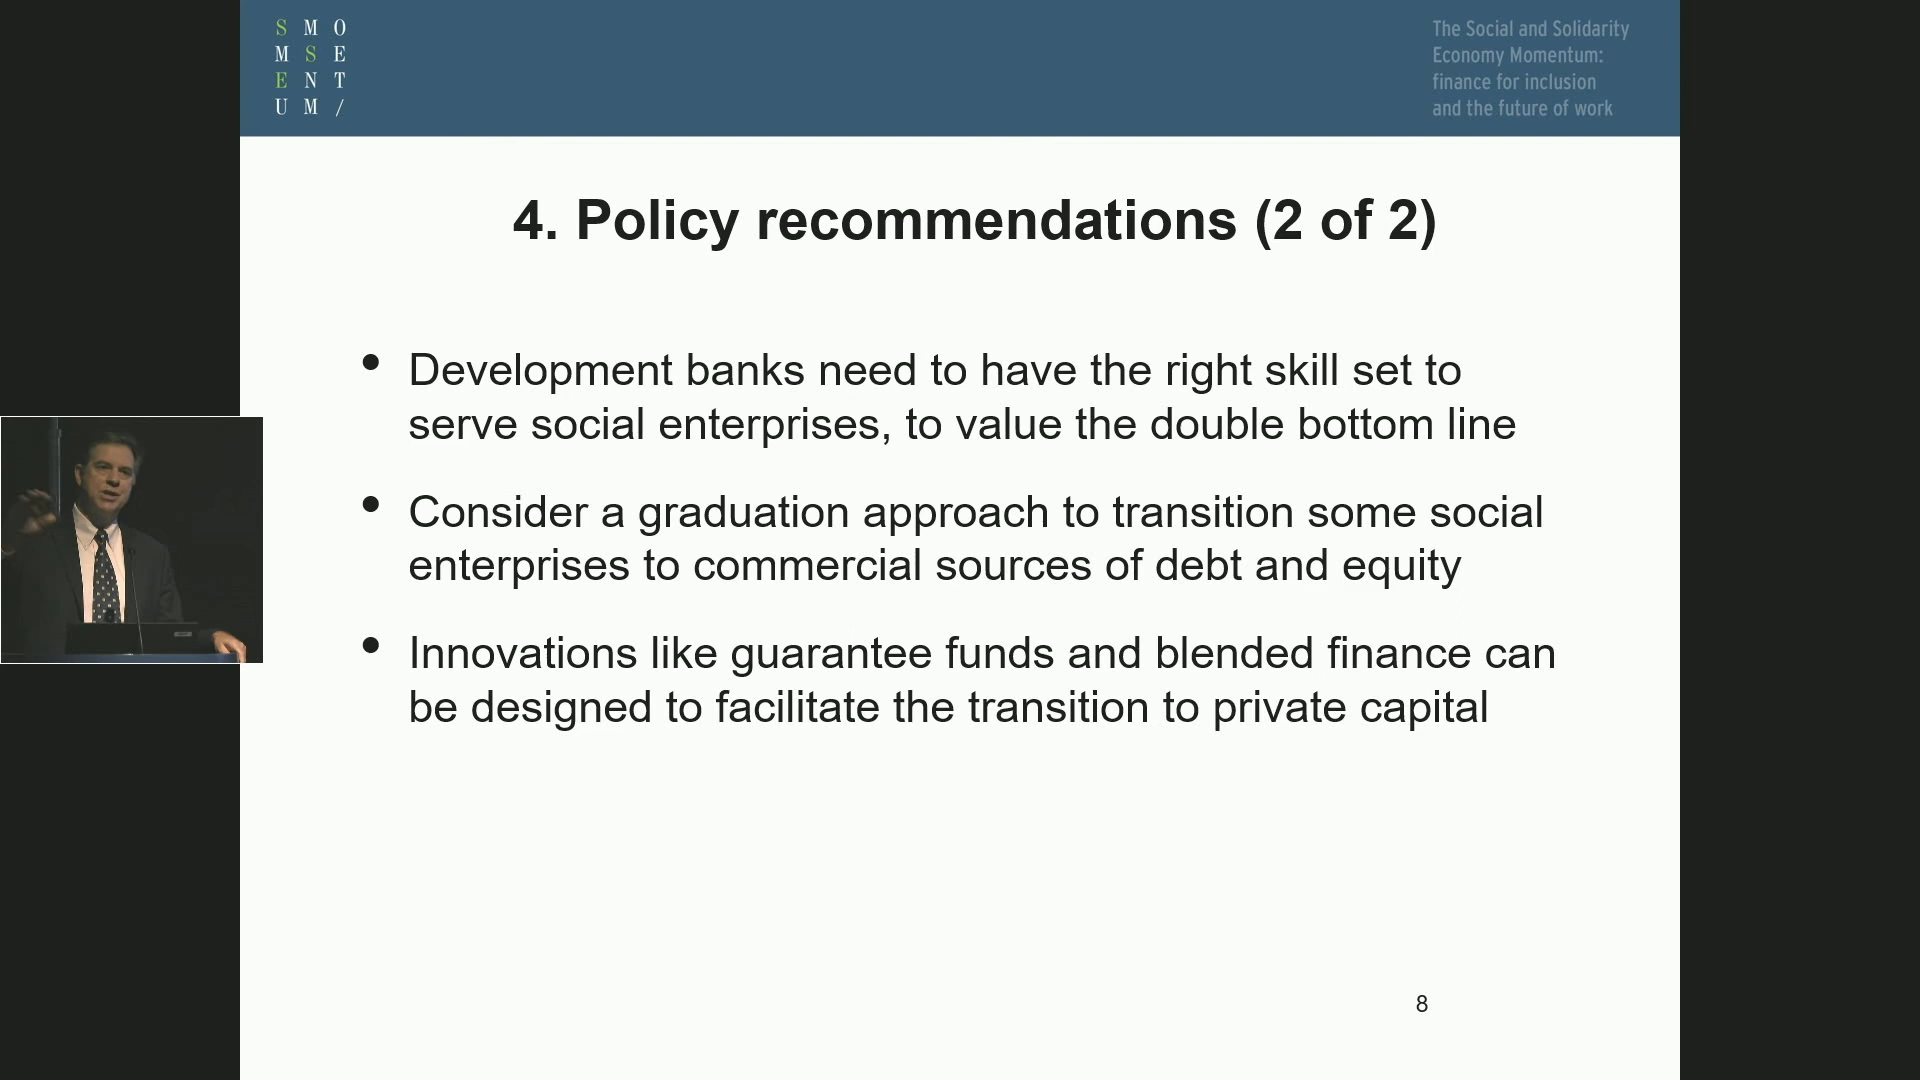 S M O
M S E
E N T
U M /
The Social and Solidarity
Economy Momentum:
finance for inclusion
and the future of work
4. Policy recommendations (2 of 2)
• Development banks need to have the right skill set to
serve social enterprises, to value the double bottom line
• Consider a graduation approach to transition some social
enterprises to commercial sources of debt and equity
• Innovations like guarantee funds and blended finance can
be designed to facilitate the transition to private capital
8